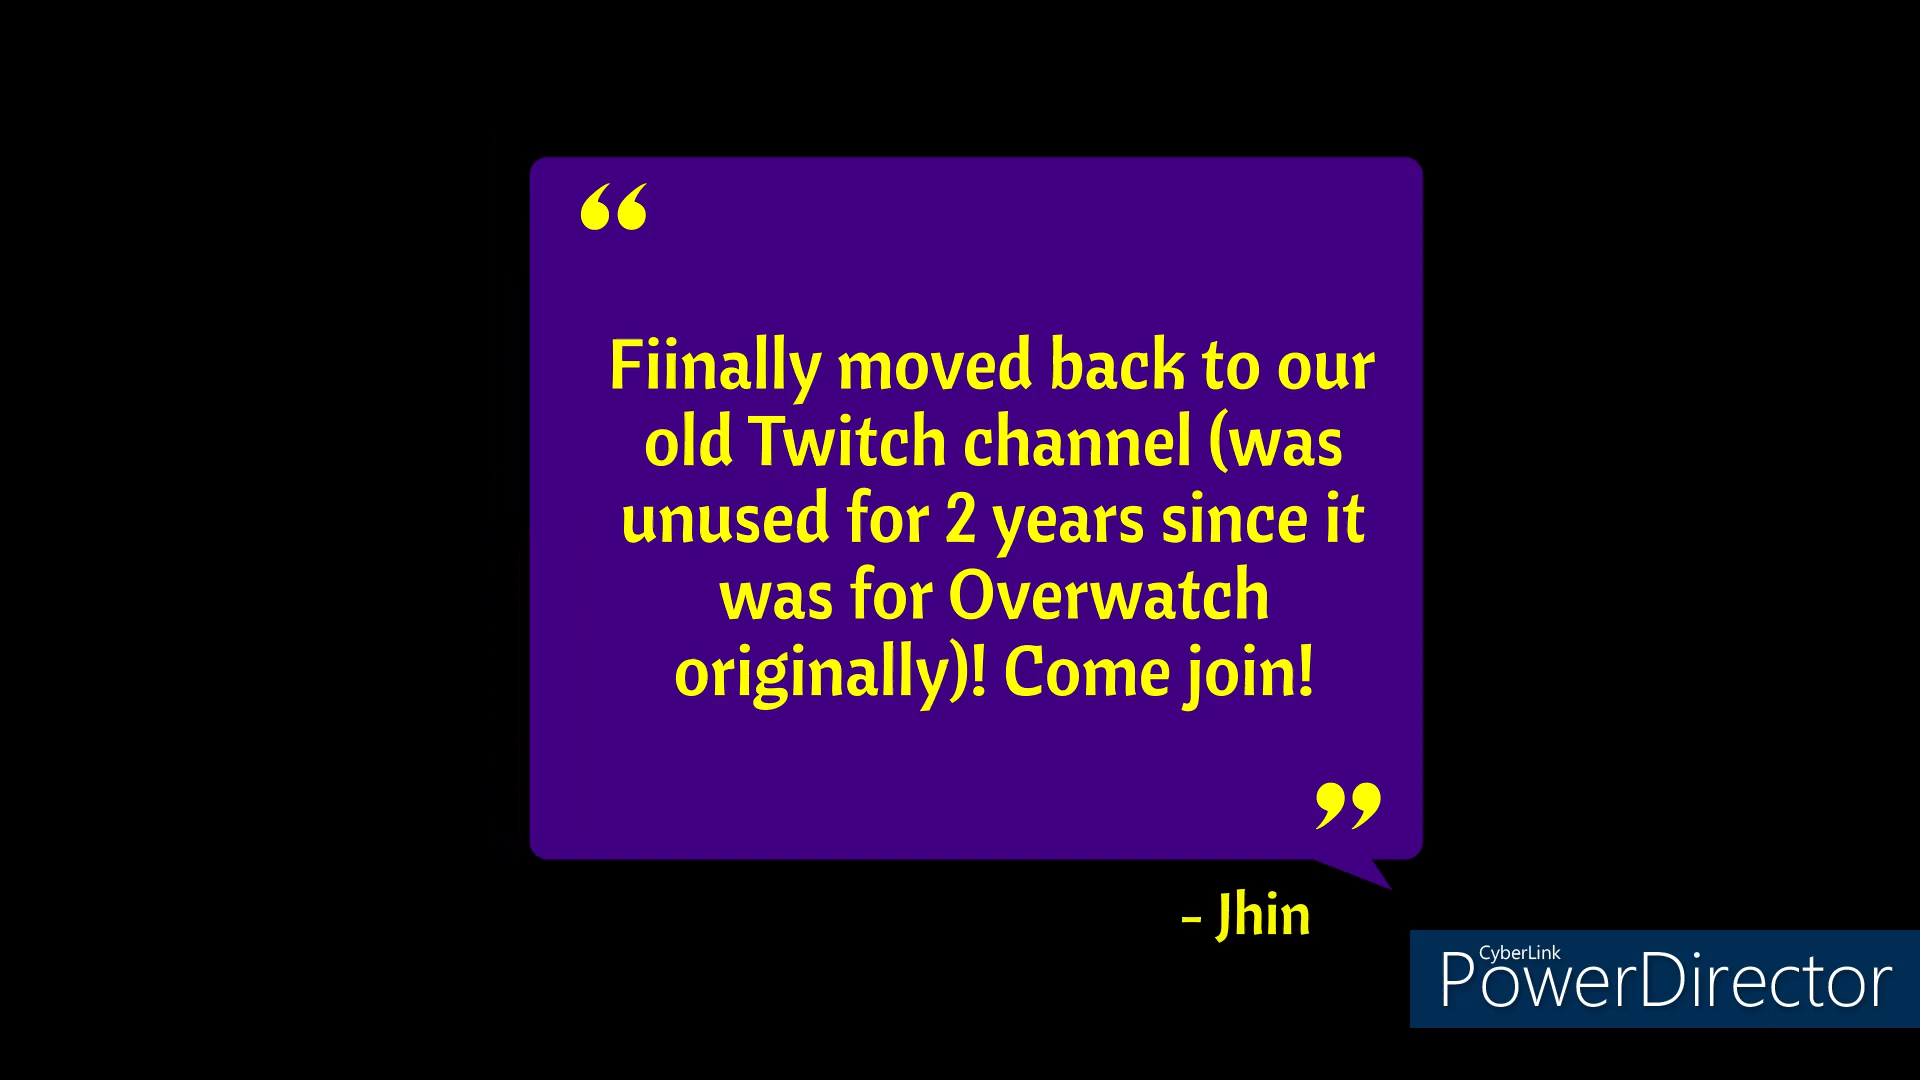 “
Fiinally moved back to our
old Twitch channel (was
unused for 2 years since it
was for Overwatch
originally)! Come join!
”
- Jhin
CyberLink
PowerDirector